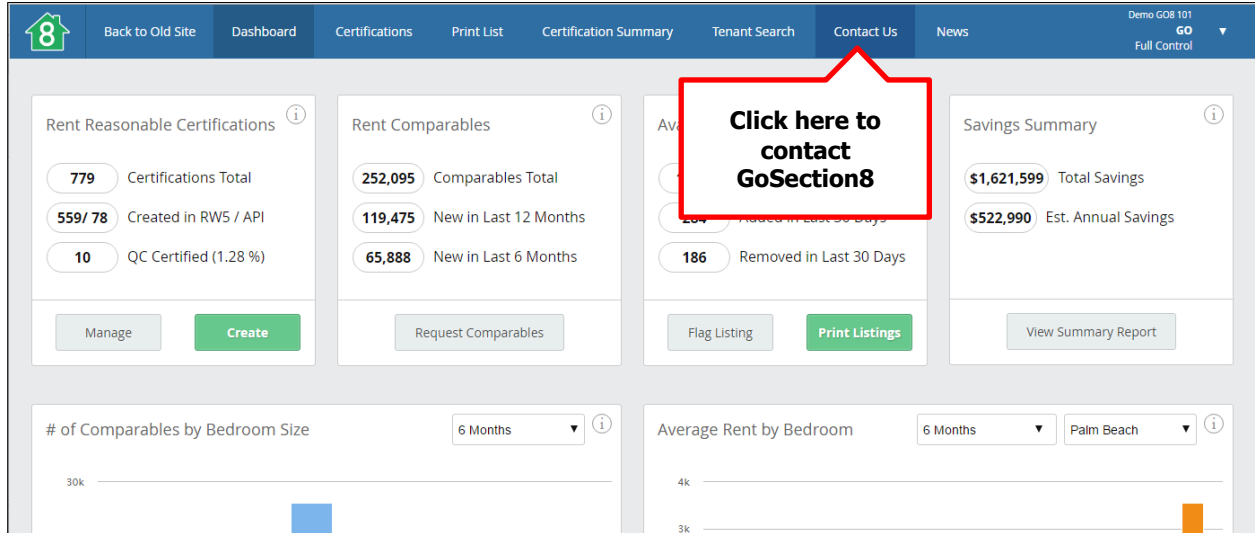 8
Back to Old Site Dashboard Certifications Print List Certification Summary Tenant Search Contact Us News
Demo GO8 101
GO
Full Control
Rent Reasonable Certifications i
779 Certifications Total
559/ 78 Created in RW5 / API
10 QC Certified (1.28 %)
Manage Create
Rent Comparables i
252,095 Comparables Total
119,475 New in Last 12 Months
65,888 New in Last 6 Months
Request Comparables
Click here to
contact
GoSection8
186 Removed in Last 30 Days
Flag Listing Print Listings
Savings Summary i
$1,621,599 Total Savings
$522,990 Est. Annual Savings
View Summary Report
# of Comparables by Bedroom Size 6 Months i
30k
Average Rent by Bedroom 6 Months Palm Beach i
4k
3k